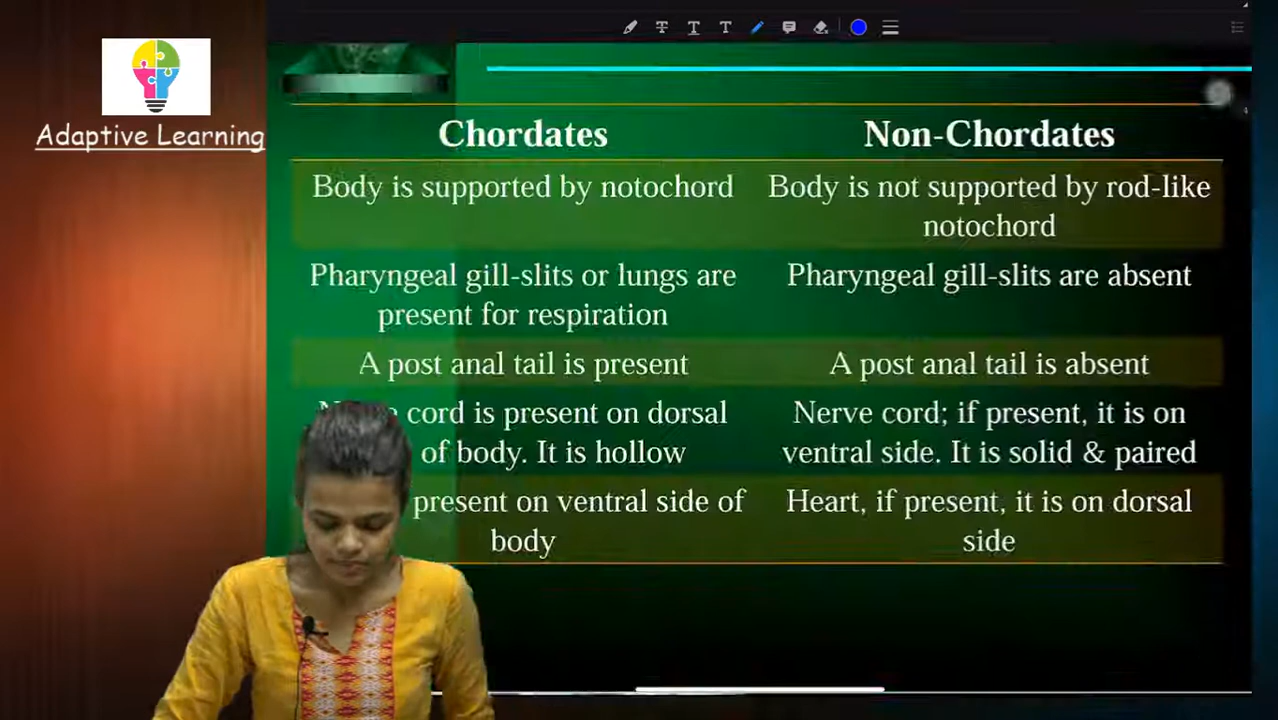 Adaptive Learning
Chordates
Non-Chordates
Body is supported by notochord
Body is not supported by rod-like
notochord
Pharyngeal gill-slits or lungs are
present for respiration
Pharyngeal gill-slits are absent
A post anal tail is present
A post anal tail is absent
cord is present on dorsal
of body. It is hollow
Nerve cord; if present, it is on
ventral side. It is solid & paired
present on ventral side of
body
Heart, if present, it is on dorsal
side